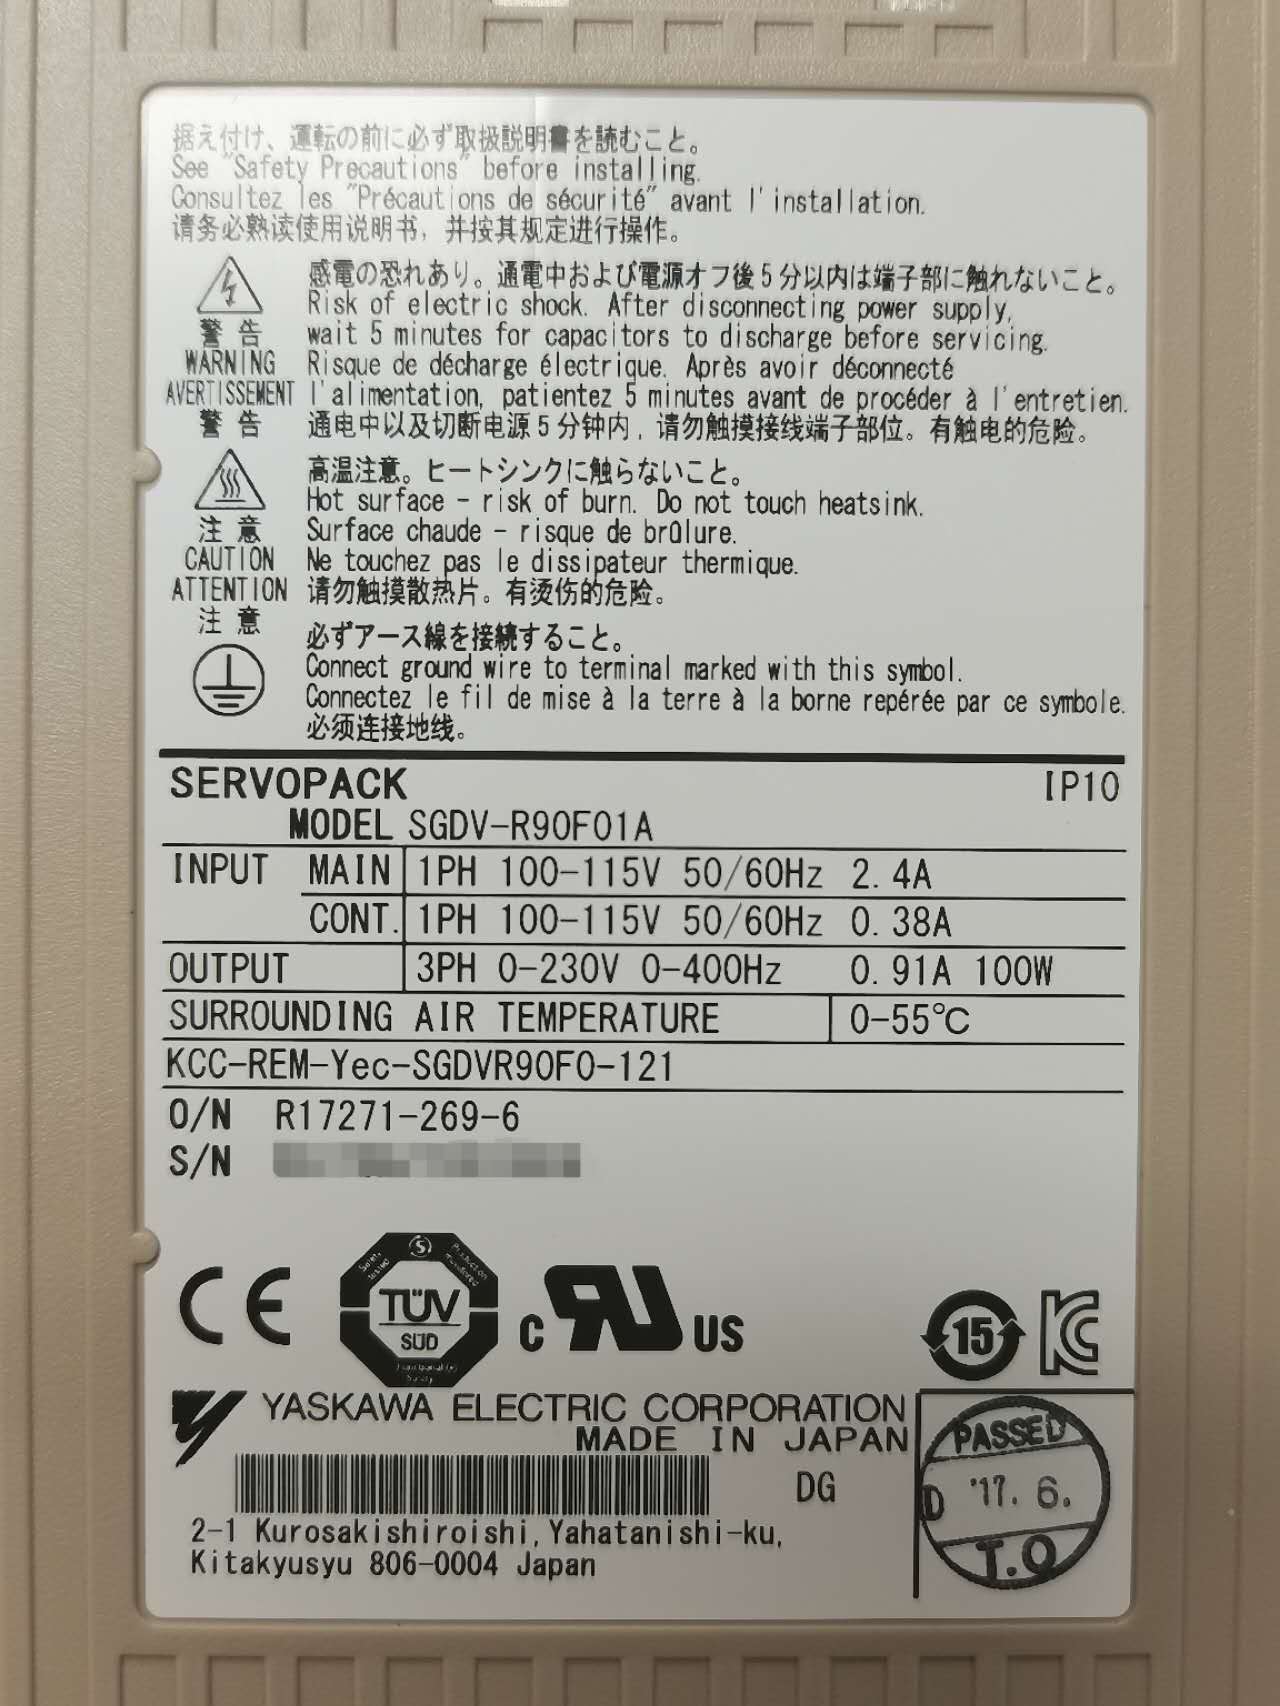 据え付け、運転の前に必ず取扱説明書を読むこと。
See "Safety Precautions" before installing.
Consultez les "Précautions de sécurité" avant l'installation.
请务必熟读使用说明书，并按其规定进行操作。
感電の恐れあり。通電中および電源オフ後5分以内は端子部に触れないこと。
Risk of electric shock. After disconnecting power supply,
警告 wait 5 minutes for capacitors to discharge before servicing.
WARNING Risque de décharge électrique. Après avoir déconnecté
AVERTISSEMENT l'alimentation, patientez 5 minutes avant de procéder à l'entretien.
警告 通电中以及切断电源5分钟内，请勿触摸接线端子部位。有触电的危险。
高温注意。ヒートシンクに触らないこと。
Hot surface - risk of burn. Do not touch heatsink.
注意 Surface chaude - risque de brûlure.
CAUTION Ne touchez pas le dissipateur thermique.
ATTENTION 请勿触摸散热片。有烫伤的危险。
注意
必ずアース線を接続すること。
Connect ground wire to terminal marked with this symbol.
Connectez le fil de mise à la terre à la borne repérée par ce symbole.
必须连接地线。
SERVOPACK IP10
MODEL SGDV-R90F01A
INPUT MAIN 1PH 100-115V 50/60Hz 2.4A
CONT. 1PH 100-115V 50/60Hz 0.38A
OUTPUT 3PH 0-230V 0-400Hz 0.91A 100W
SURROUNDING AIR TEMPERATURE 0-55℃
KCC-REM-Yec-SGDVR90F0-121
O/N R17271-269-6
S/N
CE TÜV SÜD c RU US 15 KC
YASKAWA ELECTRIC CORPORATION
MADE IN JAPAN
DG
2-1 Kurosakishiroishi, Yahatanishi-ku,
Kitakyusyu 806-0004 Japan
PASSED
D '17. 6.
T.O